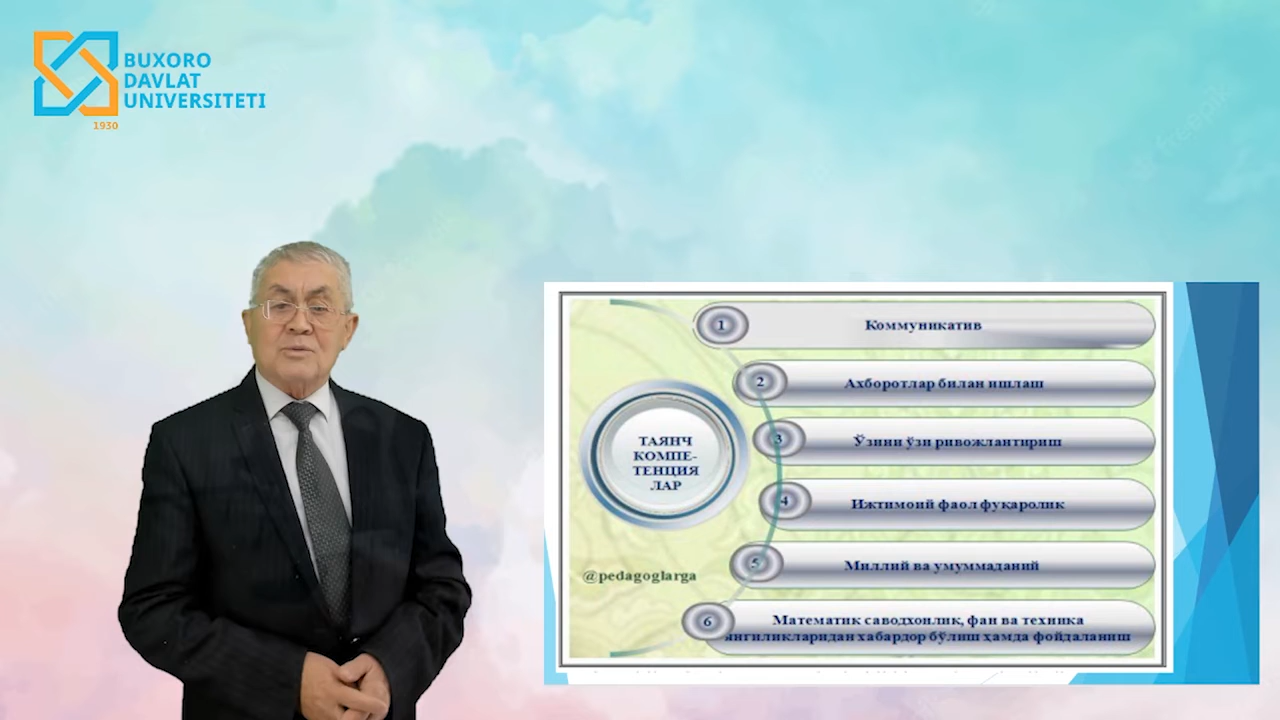 BUXORO
DAVLAT
UNIVERSITETI
1930
1
Коммуникатив
2
Ахборотлар билан ишлаш
3
Ўзини ўзи ривожлантириш
4
Ижтимоий фаол фуқаролик
5
Миллий ва умуммаданий
6
Математик саводхонлик, фан ва техника
янгиликларидан хабардор бўлиш ҳамда фойдаланиш
ТАЯНЧ
КОМПЕ-
ТЕНЦИЯ
ЛАР
@pedagoglarga